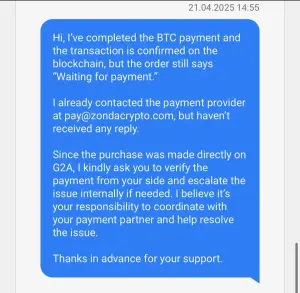 21.04.2025 14:55
Hi, I've completed the BTC payment and
the transaction is confirmed on the
blockchain, but the order still says
“Waiting for payment.”
I already contacted the payment provider
at pay@zondacrypto.com, but haven't
received any reply.
Since the purchase was made directly on
G2A, I kindly ask you to verify the
payment from your side and escalate the
issue internally if needed. I believe it's
your responsibility to coordinate with
your payment partner and help resolve
the issue.
Thanks in advance for your support.